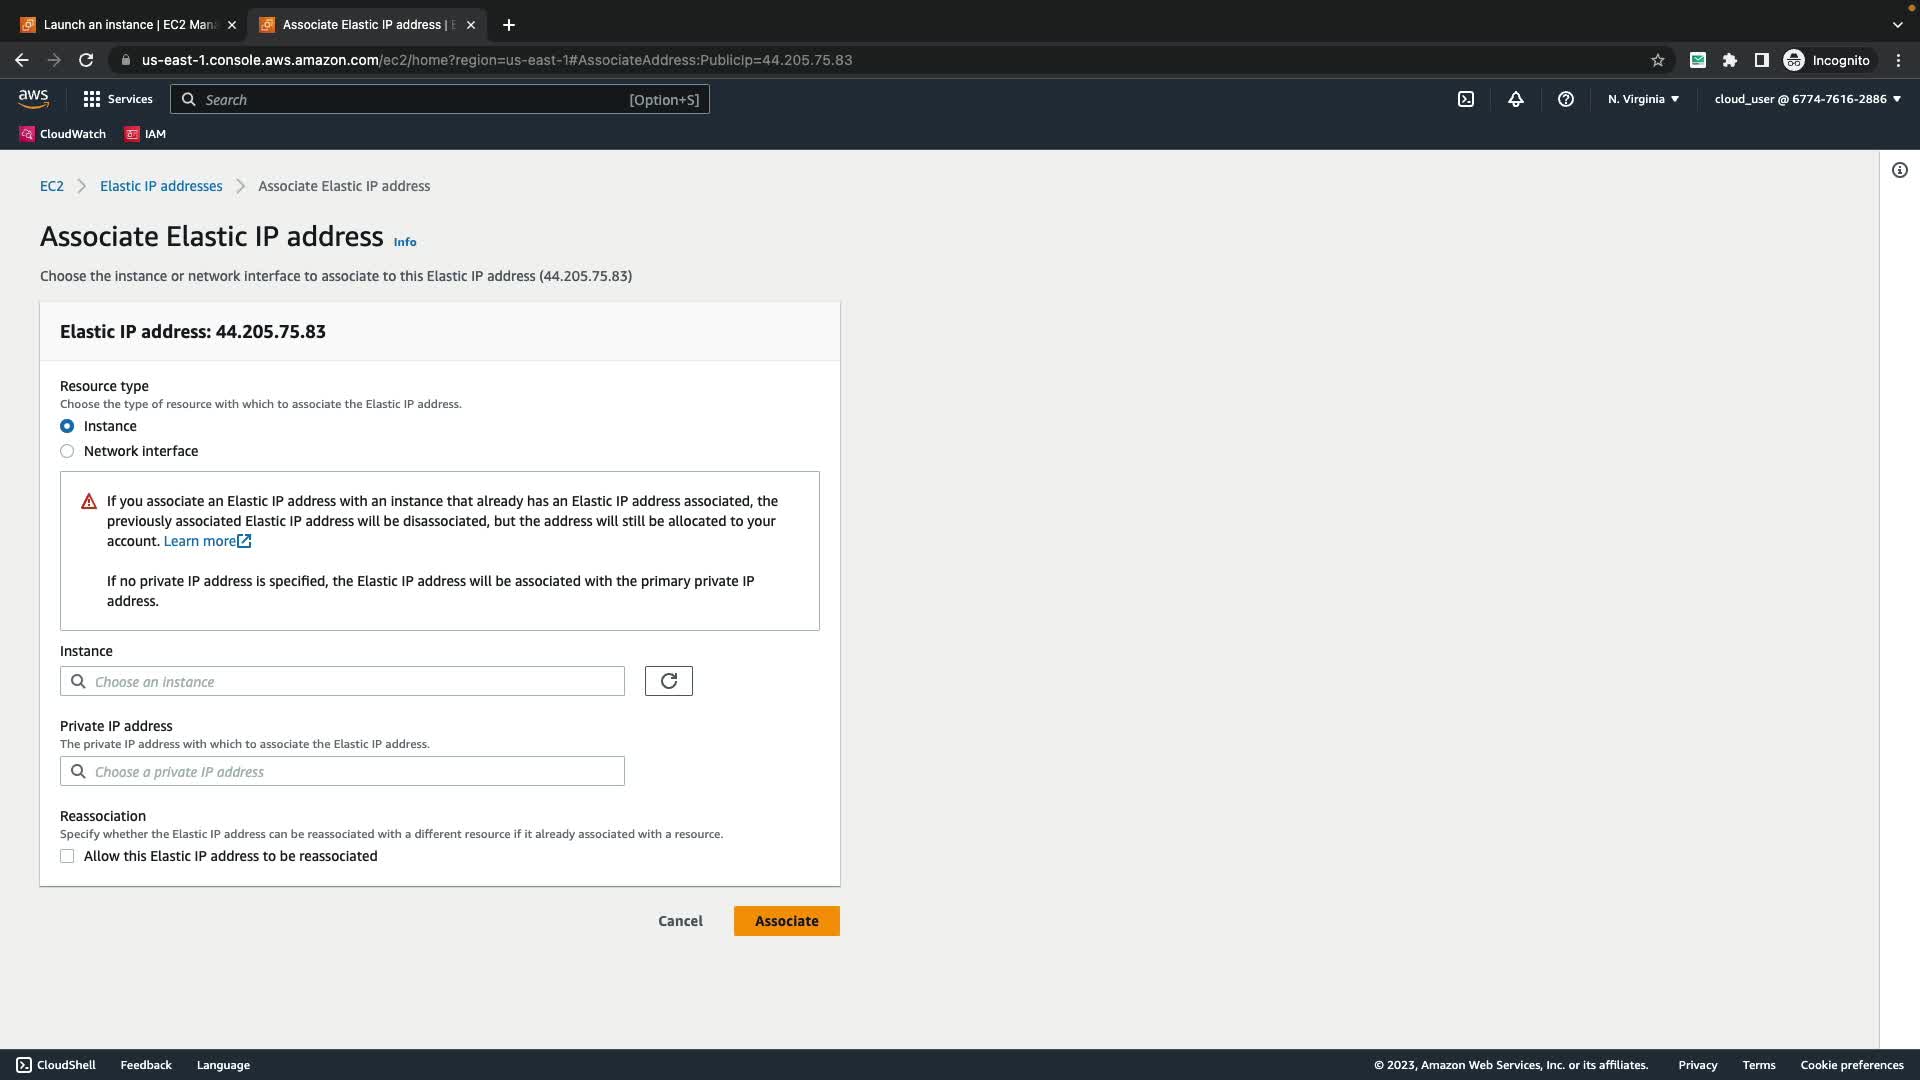 Launch an instance | EC2 Man
Associate Elastic IP address | E
us-east-1.console.aws.amazon.com/ec2/home?region=us-east-1#AssociateAddress:PublicIp=44.205.75.83
Incognito
aws
Services
Search
[Option+S]
N. Virginia
cloud_user @ 6774-7616-2886
CloudWatch
IAM
EC2
Elastic IP addresses
Associate Elastic IP address
Associate Elastic IP address Info
Choose the instance or network interface to associate to this Elastic IP address (44.205.75.83)
Elastic IP address: 44.205.75.83
Resource type
Choose the type of resource with which to associate the Elastic IP address.
Instance
Network interface
If you associate an Elastic IP address with an instance that already has an Elastic IP address associated, the
previously associated Elastic IP address will be disassociated, but the address will still be allocated to your
account. Learn more
If no private IP address is specified, the Elastic IP address will be associated with the primary private IP
address.
Instance
Choose an instance
Private IP address
The private IP address with which to associate the Elastic IP address.
Choose a private IP address
Reassociation
Specify whether the Elastic IP address can be reassociated with a different resource if it already associated with a resource.
Allow this Elastic IP address to be reassociated
Cancel
Associate
CloudShell
Feedback
Language
© 2023, Amazon Web Services, Inc. or its affiliates.
Privacy
Terms
Cookie preferences